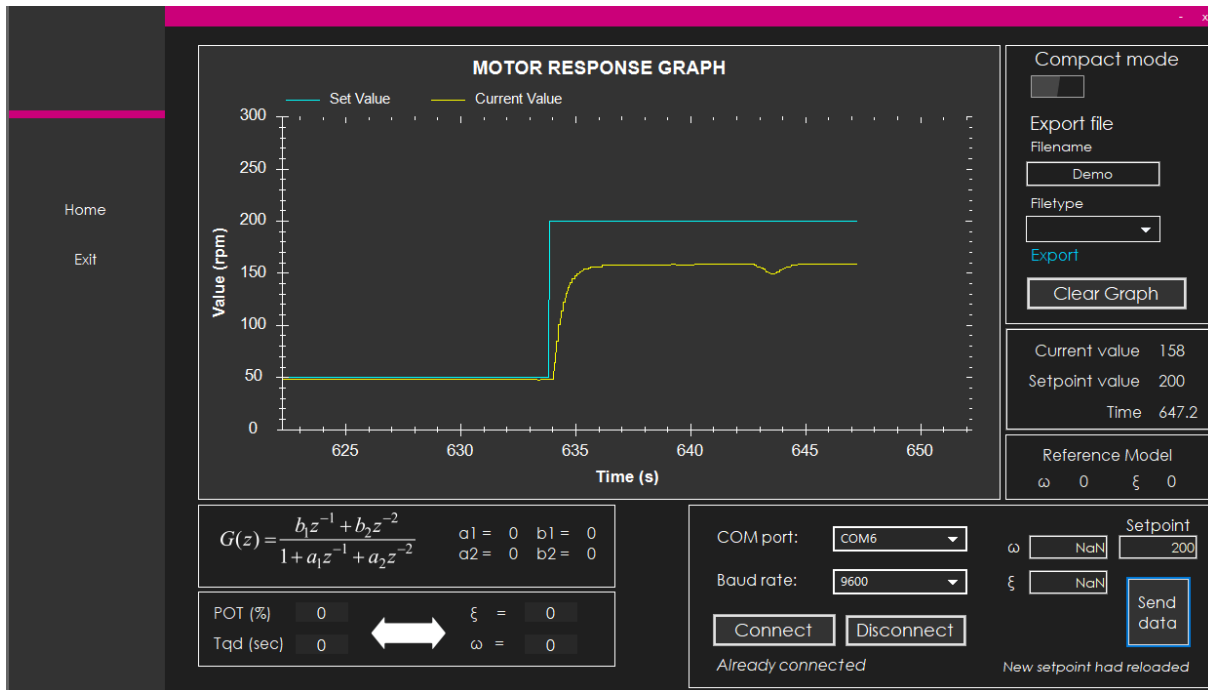 - x
Home
Exit
MOTOR RESPONSE GRAPH
Set Value Current Value
300
250
200
150
100
50
0
Value (rpm)
625 630 635 640 645 650
Time (s)
Compact mode
Export file
Filename
Demo
Filetype
Export
Clear Graph
Current value 158
Setpoint value 200
Time 647.2
Reference Model
ω 0 ξ 0
G(z) = (b₁z⁻¹ + b₂z⁻²) / (1 + a₁z⁻¹ + a₂z⁻²)
a1 = 0 b1 = 0
a2 = 0 b2 = 0
POT (%) 0 ξ = 0
Tqd (sec) 0 ω = 0
COM port: COM6
Baud rate: 9600
Connect Disconnect
Already connected
Setpoint
ω NaN 200
ξ NaN
Send
data
New setpoint had reloaded